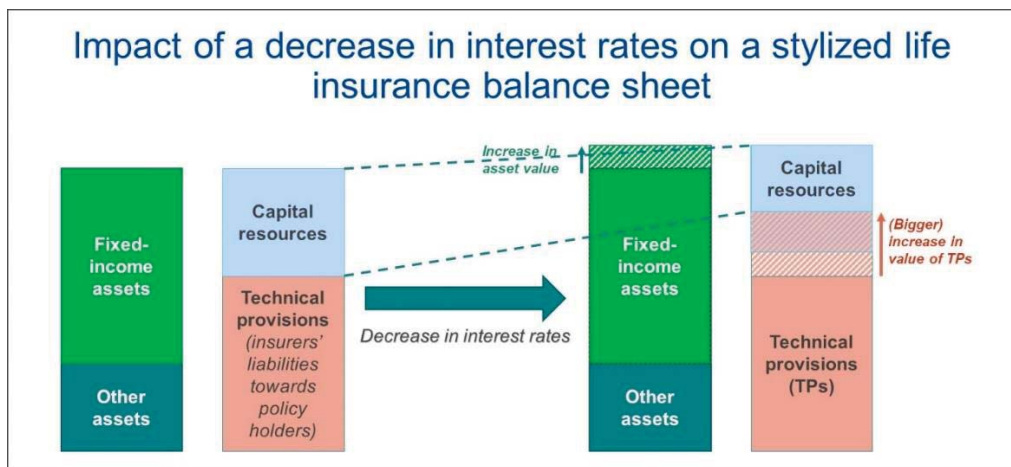 Impact of a decrease in interest rates on a stylized life
insurance balance sheet
Fixed-
income
assets
Other
assets
Capital
resources
Technical
provisions
(insurers’
liabilities
towards
policy
holders)
Decrease in interest rates
Increase in
asset value
Fixed-
income
assets
Other
assets
Capital
resources
Technical
provisions
(TPs)
(Bigger)
increase in
value of TPs